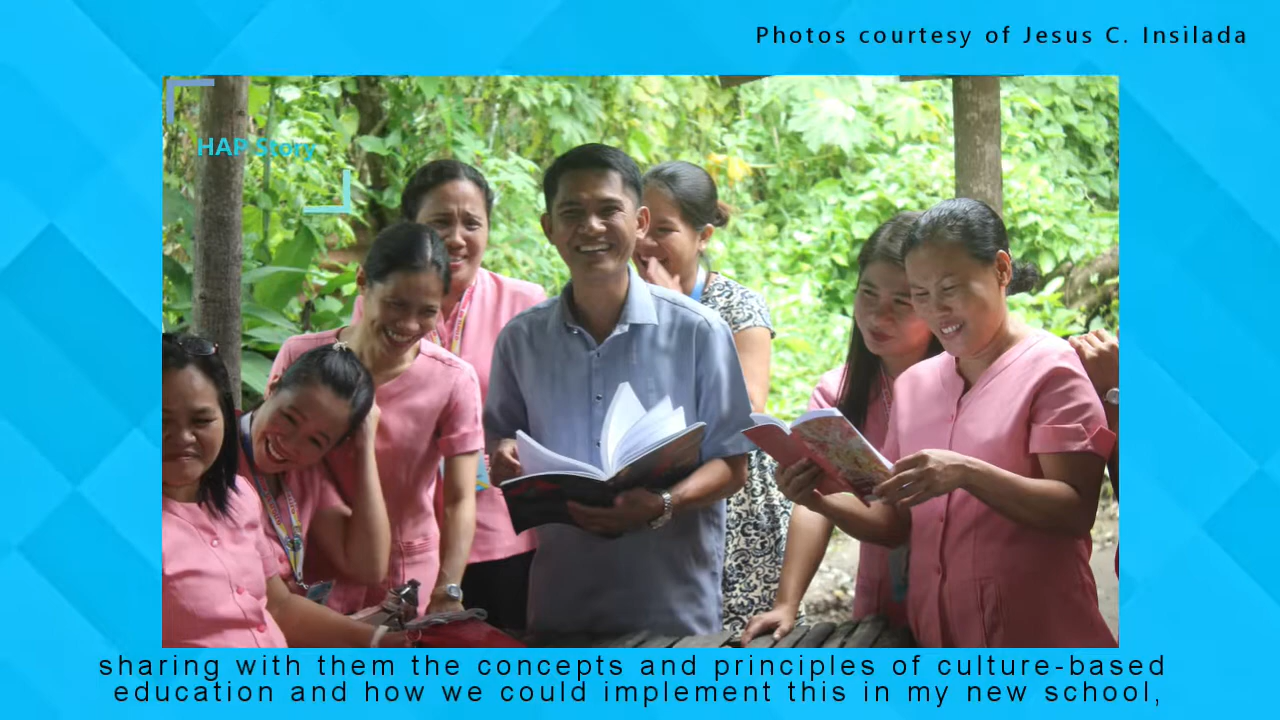 Photos courtesy of Jesus C. Insilada
HAP Story
sharing with them the concepts and principles of culture-based
education and how we could implement this in my new school,